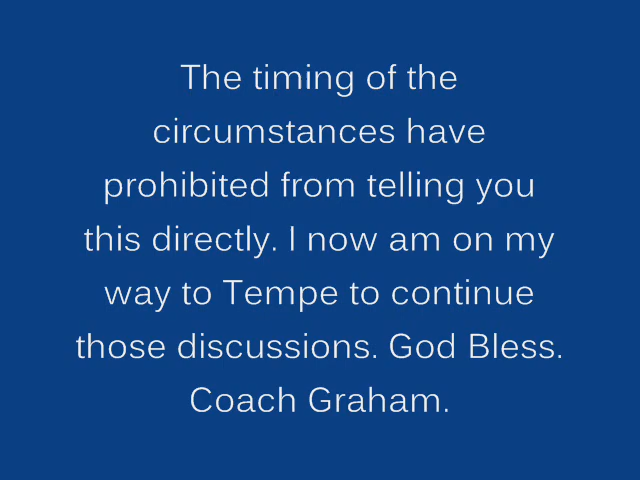 The timing of the
circumstances have
prohibited from telling you
this directly. I now am on my
way to Tempe to continue
those discussions. God Bless.
Coach Graham.